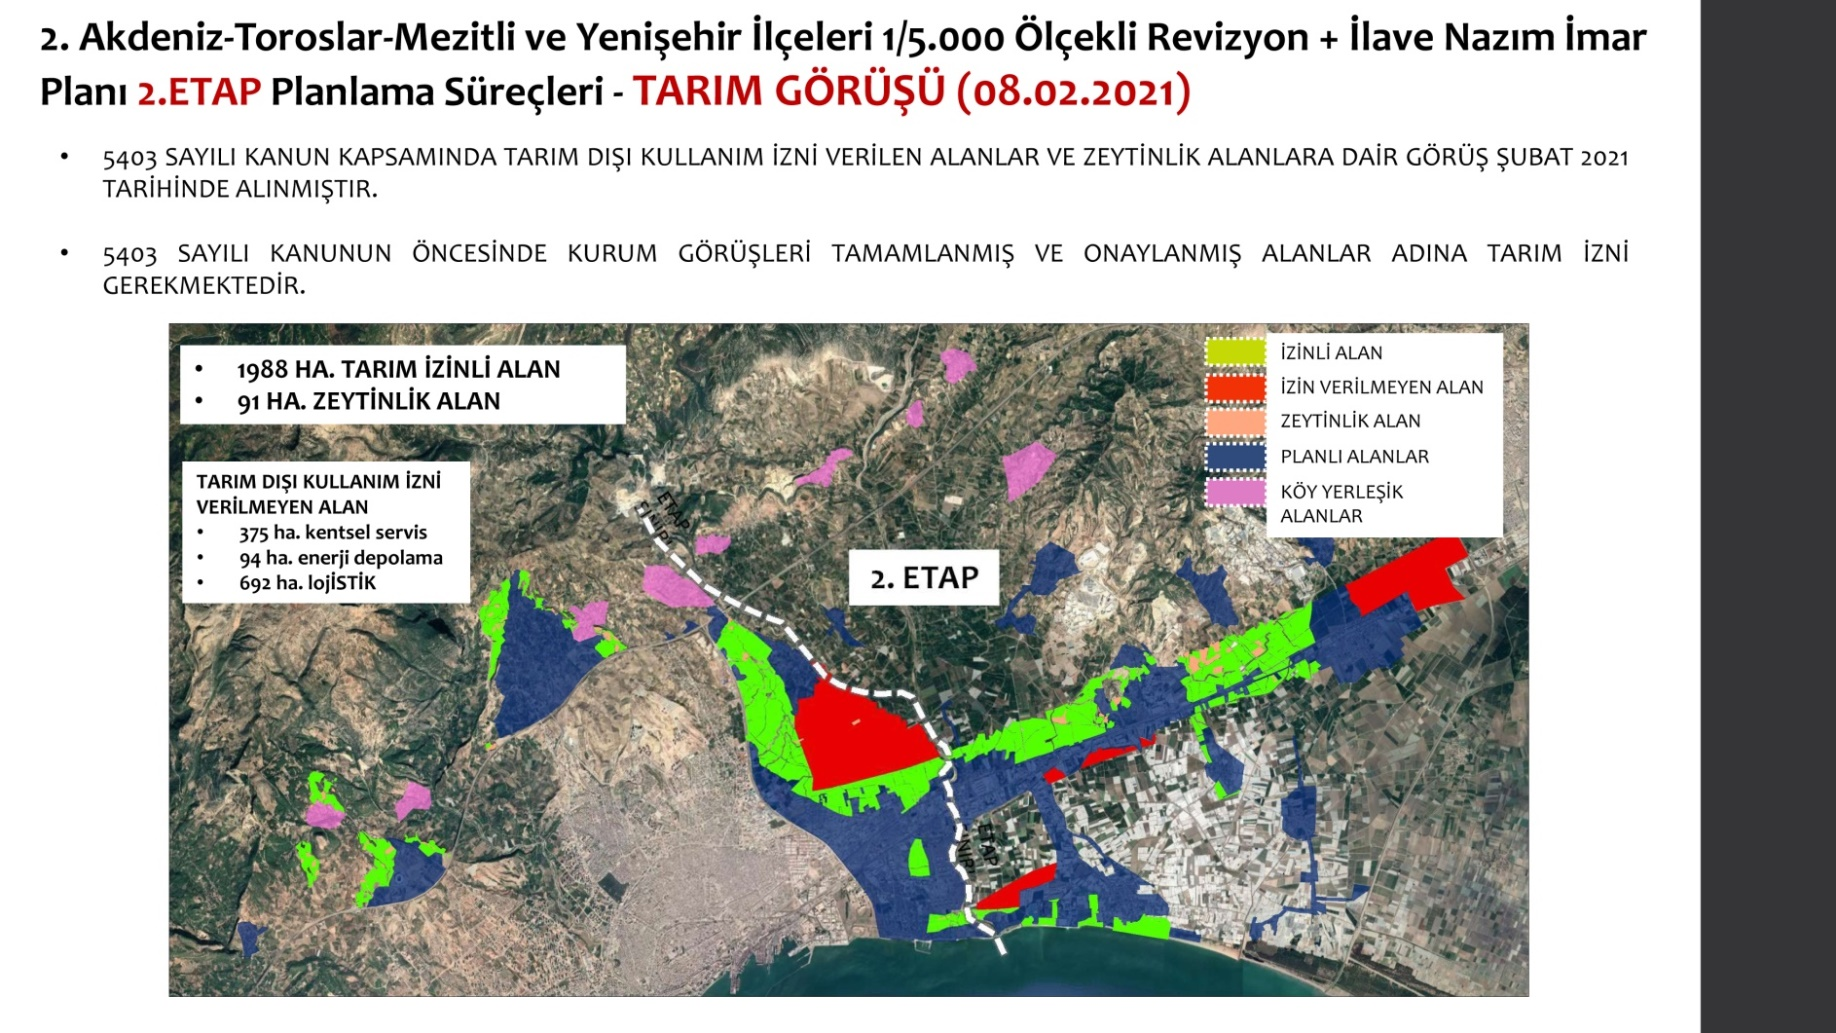 2. Akdeniz-Toroslar-Mezitli ve Yenişehir İlçeleri 1/5.000 Ölçekli Revizyon + İlave Nazım İmar
Planı 2.ETAP Planlama Süreçleri - TARIM GÖRÜŞÜ (08.02.2021)
• 5403 SAYILI KANUN KAPSAMINDA TARIM DIŞI KULLANIM İZNİ VERİLEN ALANLAR VE ZEYTİNLİK ALANLARA DAİR GÖRÜŞ ŞUBAT 2021
TARİHİNDE ALINMIŞTIR.
• 5403 SAYILI KANUNUN ÖNCESİNDE KURUM GÖRÜŞLERİ TAMAMLANMIŞ VE ONAYLANMIŞ ALANLAR ADINA TARIM İZNİ
GEREKMEKTEDİR.
• 1988 HA. TARIM İZİNLİ ALAN
• 91 HA. ZEYTİNLİK ALAN
TARIM DIŞI KULLANIM İZNİ
VERİLMEYEN ALAN
• 375 ha. kentsel servis
• 94 ha. enerji depolama
• 692 ha. lojİSTİK
İZİNLİ ALAN
İZİN VERİLMEYEN ALAN
ZEYTİNLİK ALAN
PLANLI ALANLAR
KÖY YERLEŞİK
ALANLAR
ETAP
SINIRI
2. ETAP
ETAP